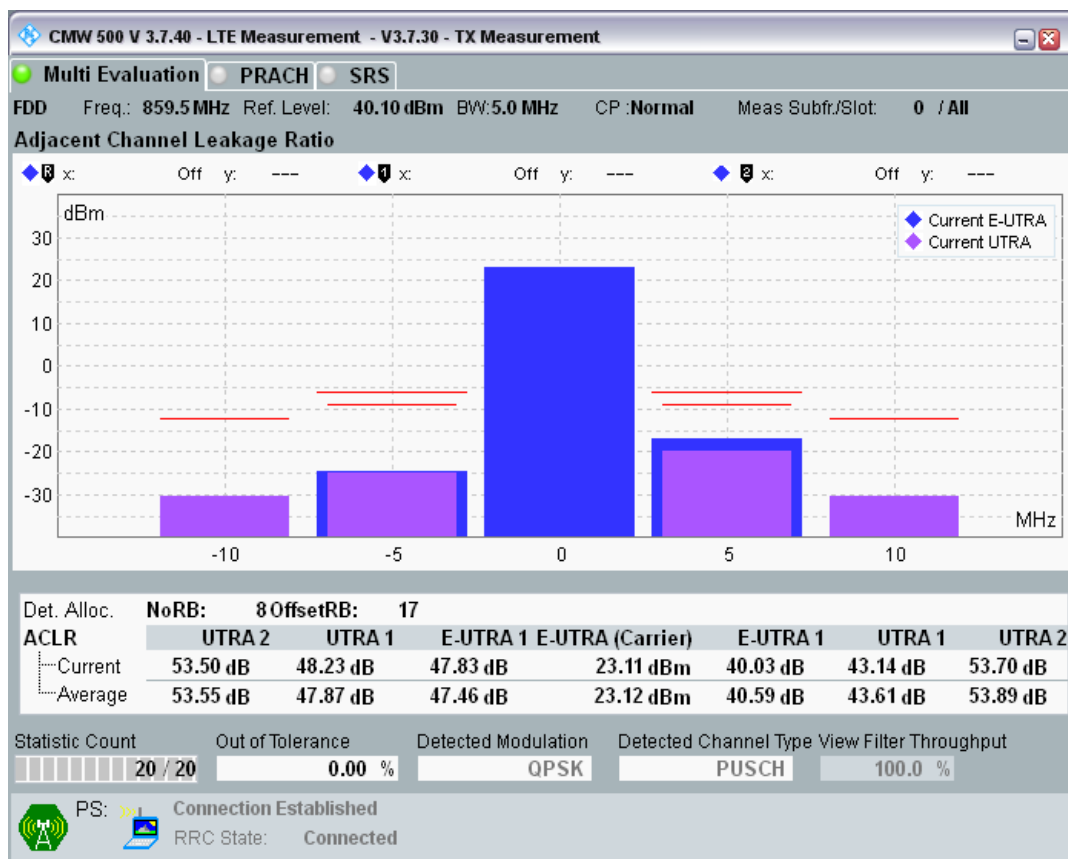 CMW 500 V 3.7.40 - LTE Measurement - V3.7.30 - TX Measurement
Multi Evaluation PRACH SRS
FDD Freq.: 859.5 MHz Ref. Level: 40.10 dBm BW:5.0 MHz CP :Normal Meas Subfr./Slot: 0 / All
Adjacent Channel Leakage Ratio
R x: Off y: --- 1 x: Off y: --- 2 x: Off y: ---
dBm
Current E-UTRA
Current UTRA
30
20
10
0
-10
-20
-30
MHz
-10 -5 0 5 10
Det. Alloc. NoRB: 8 OffsetRB: 17
ACLR UTRA 2 UTRA 1 E-UTRA 1 E-UTRA (Carrier) E-UTRA 1 UTRA 1 UTRA 2
Current 53.50 dB 48.23 dB 47.83 dB 23.11 dBm 40.03 dB 43.14 dB 53.70 dB
Average 53.55 dB 47.87 dB 47.46 dB 23.12 dBm 40.59 dB 43.61 dB 53.89 dB
Statistic Count Out of Tolerance Detected Modulation Detected Channel Type View Filter Throughput
20 / 20 0.00 % QPSK PUSCH 100.0 %
PS: Connection Established
RRC State: Connected